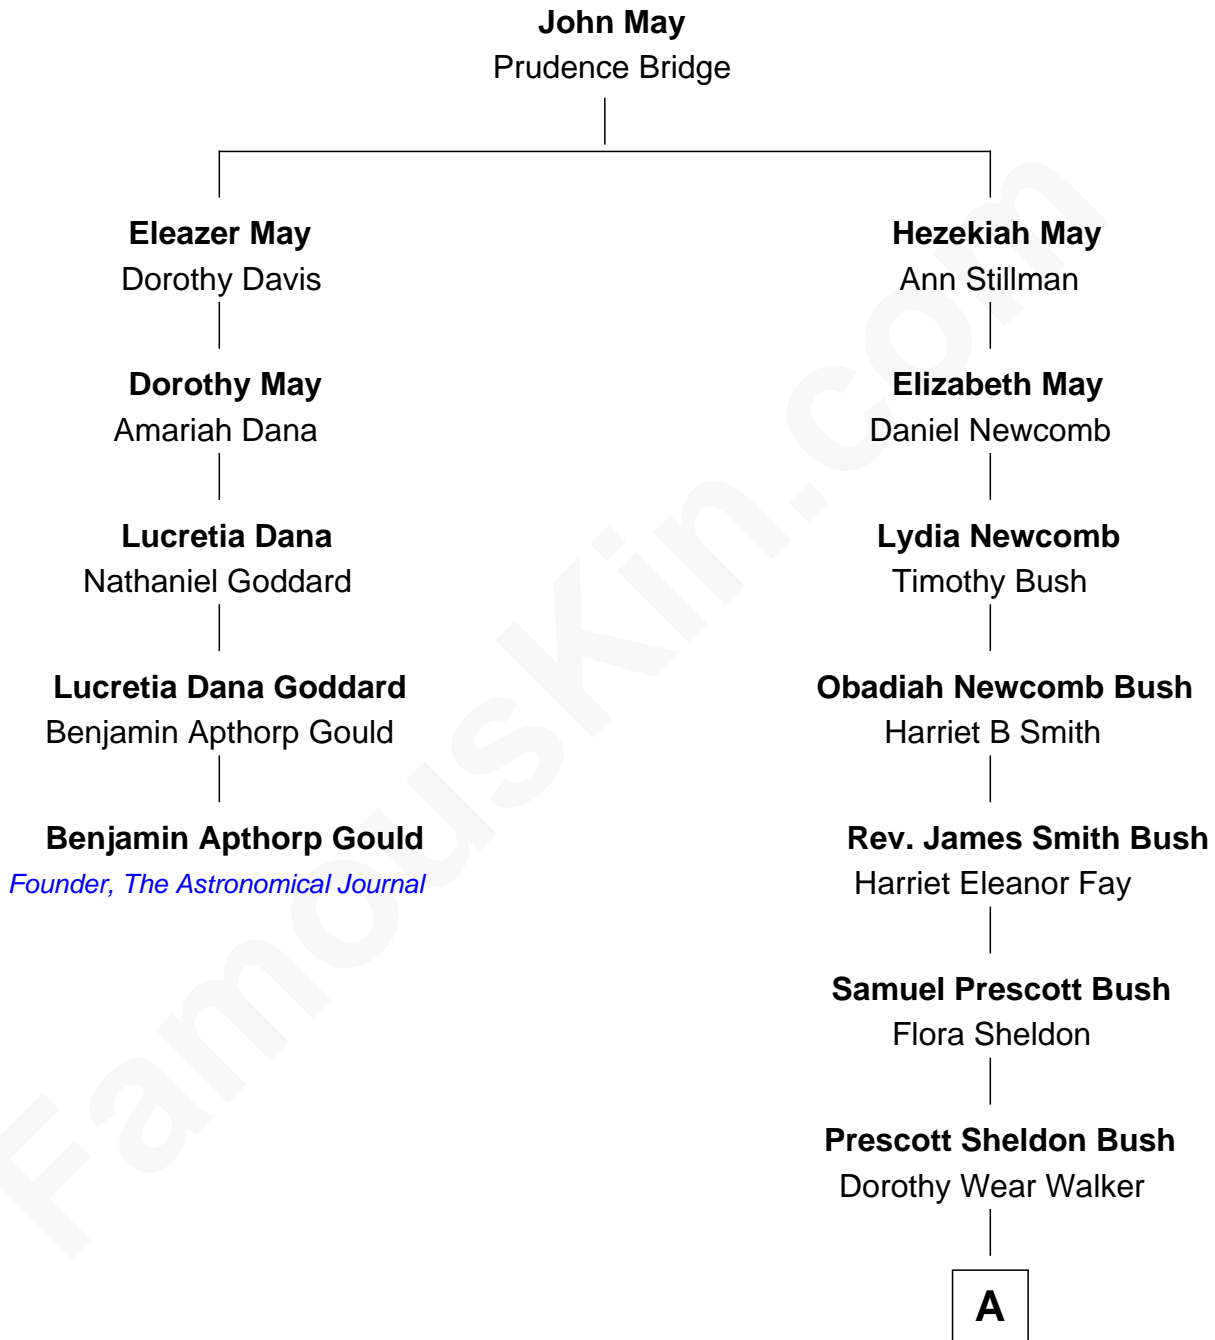 John May
Prudence Bridge
Eleazer May
Dorothy Davis
Hezekiah May
Ann Stillman
Dorothy May
Amariah Dana
Elizabeth May
Daniel Newcomb
Lucretia Dana
Nathaniel Goddard
Lydia Newcomb
Timothy Bush
Lucretia Dana Goddard
Benjamin Apthorp Gould
Obadiah Newcomb Bush
Harriet B Smith
Benjamin Apthorp Gould
Founder, The Astronomical Journal
Rev. James Smith Bush
Harriet Eleanor Fay
Samuel Prescott Bush
Flora Sheldon
Prescott Sheldon Bush
Dorothy Wear Walker
A
FamousKin.com